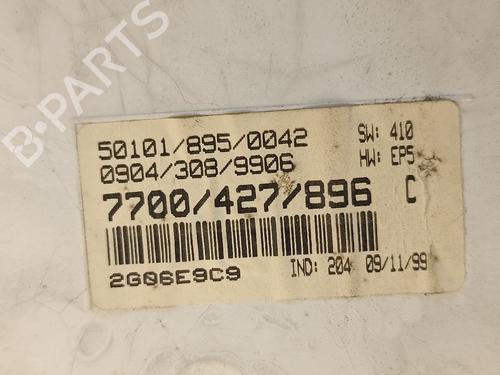 B-PARTS
50101/895/0042 SW: 410
0904/308/9906 HW: EP5
7700/427/896 C
2G06E9C9 IND: 204 09/11/99